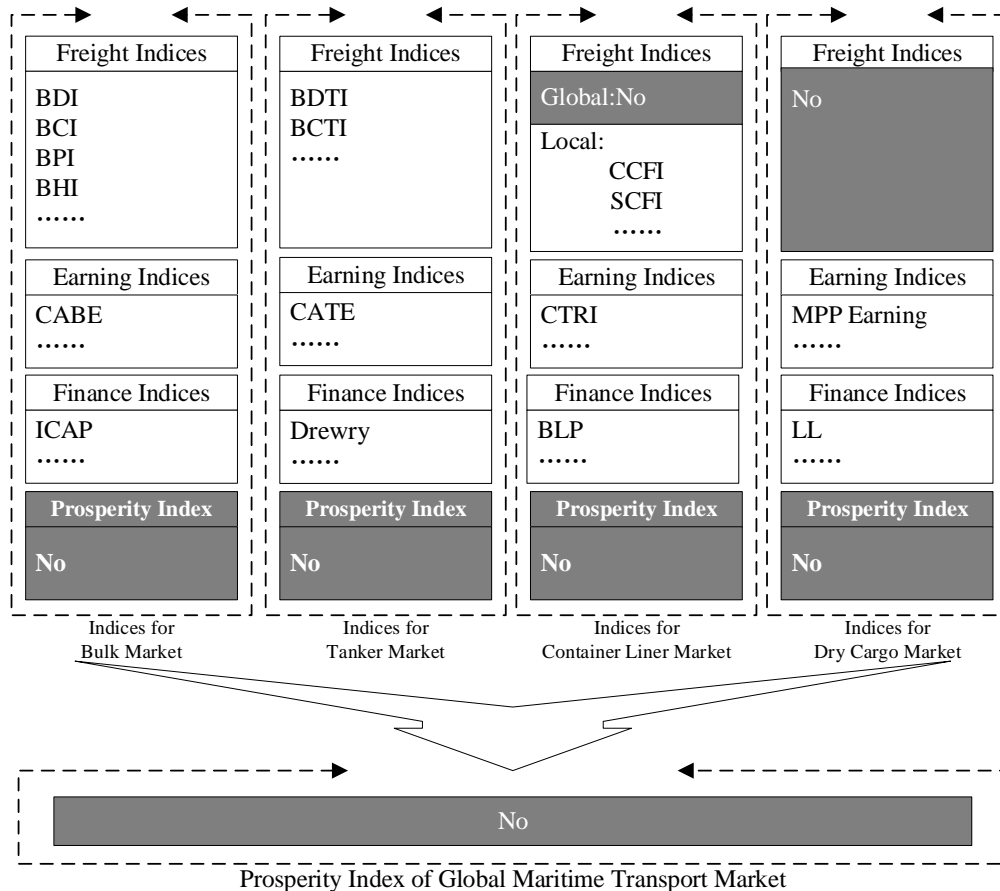 Freight Indices
BDI
BCI
BPI
BHI
……
Earning Indices
CABE
……
Finance Indices
ICAP
……
Prosperity Index
No
Indices for
Bulk Market
Freight Indices
BDTI
BCTI
……
Earning Indices
CATE
……
Finance Indices
Drewry
……
Prosperity Index
No
Indices for
Tanker Market
Freight Indices
Global:No
Local:
CCFI
SCFI
……
Earning Indices
CTRI
……
Finance Indices
BLP
……
Prosperity Index
No
Indices for
Container Liner Market
Freight Indices
No
Earning Indices
MPP Earning
……
Finance Indices
LL
……
Prosperity Index
No
Indices for
Dry Cargo Market
No
Prosperity Index of Global Maritime Transport Market